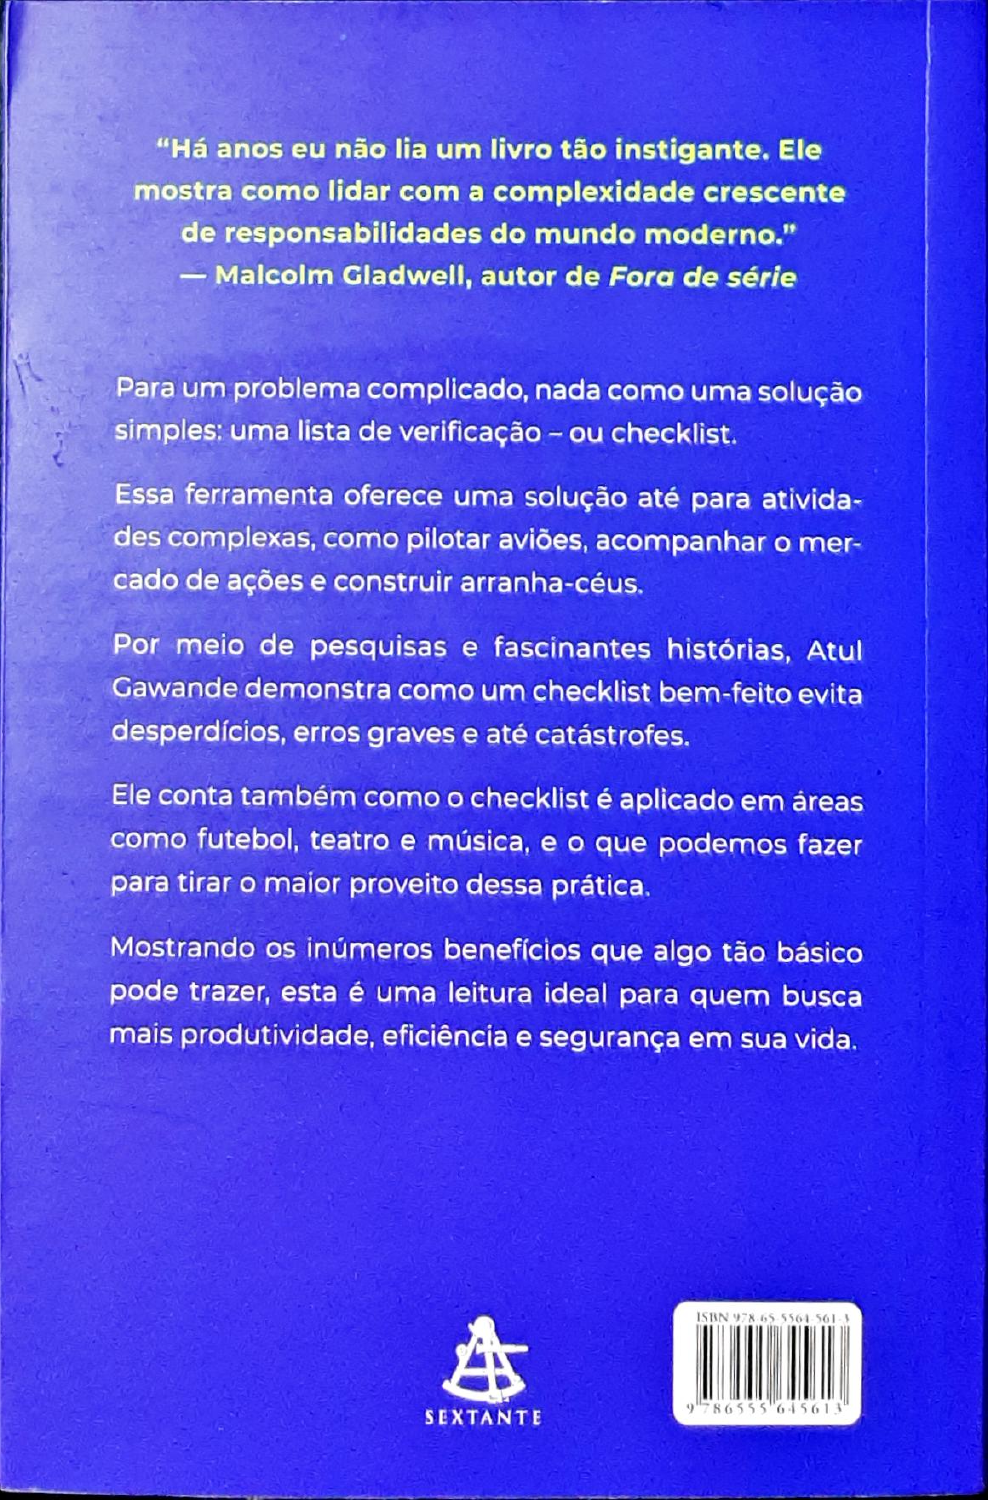 “Há anos eu não lia um livro tão instigante. Ele
mostra como lidar com a complexidade crescente
de responsabilidades do mundo moderno.”
— Malcolm Gladwell, autor de Fora de série
Para um problema complicado, nada como uma solução
simples: uma lista de verificação – ou checklist.
Essa ferramenta oferece uma solução até para ativida-
des complexas, como pilotar aviões, acompanhar o mer-
cado de ações e construir arranha-céus.
Por meio de pesquisas e fascinantes histórias, Atul
Gawande demonstra como um checklist bem-feito evita
desperdícios, erros graves e até catástrofes.
Ele conta também como o checklist é aplicado em áreas
como futebol, teatro e música, e o que podemos fazer
para tirar o maior proveito dessa prática.
Mostrando os inúmeros benefícios que algo tão básico
pode trazer, esta é uma leitura ideal para quem busca
mais produtividade, eficiência e segurança em sua vida.
SEXTANTE
ISBN 978-65-5564-561-3
9 786555 645613